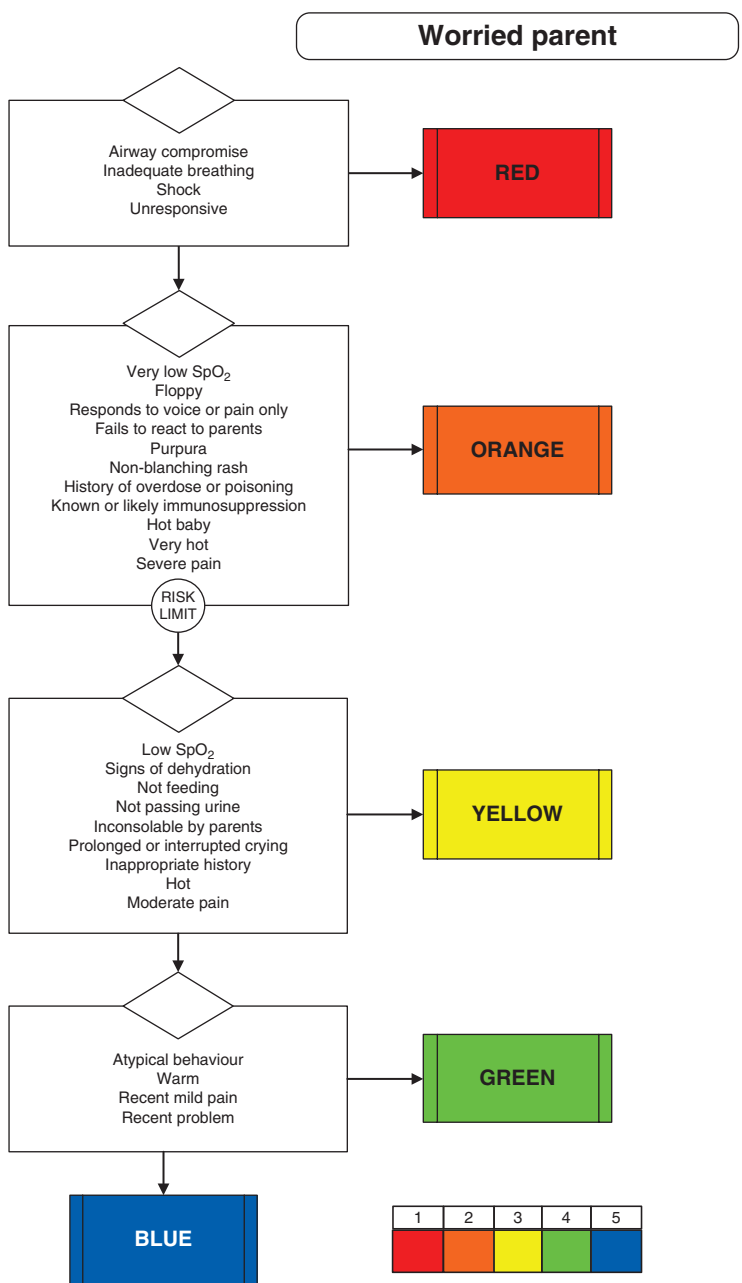 Worried parent
Airway compromise
Inadequate breathing
Shock
Unresponsive
RED
Very low SpO₂
Floppy
Responds to voice or pain only
Fails to react to parents
Purpura
Non-blanching rash
History of overdose or poisoning
Known or likely immunosuppression
Hot baby
Very hot
Severe pain
ORANGE
RISK
LIMIT
Low SpO₂
Signs of dehydration
Not feeding
Not passing urine
Inconsolable by parents
Prolonged or interrupted crying
Inappropriate history
Hot
Moderate pain
YELLOW
Atypical behaviour
Warm
Recent mild pain
Recent problem
GREEN
BLUE
1 2 3 4 5